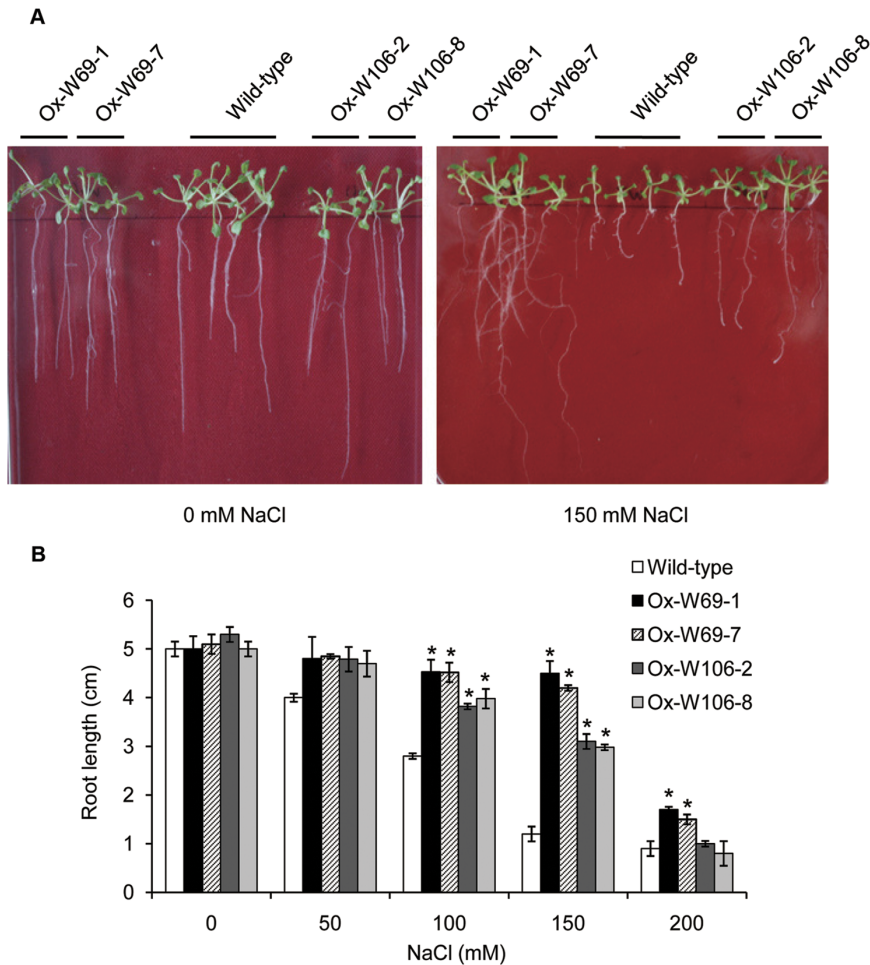 A
Ox-W69-1
Ox-W69-7
Wild-type
Ox-W106-2
Ox-W106-8
Ox-W69-1
Ox-W69-7
Wild-type
Ox-W106-2
Ox-W106-8
0 mM NaCl
150 mM NaCl
B
Wild-type
Ox-W69-1
Ox-W69-7
Ox-W106-2
Ox-W106-8
Root length (cm)
6
5
4
3
2
1
0
* * * *
* * * *
* *
0 50 100 150 200
NaCl (mM)